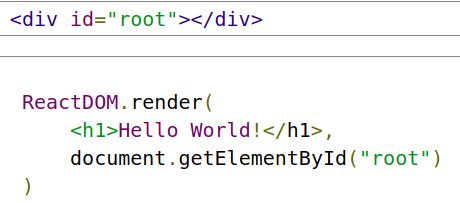 <div id="root"></div>
ReactDOM.render(
    <h1>Hello World!</h1>,
    document.getElementById("root")
)